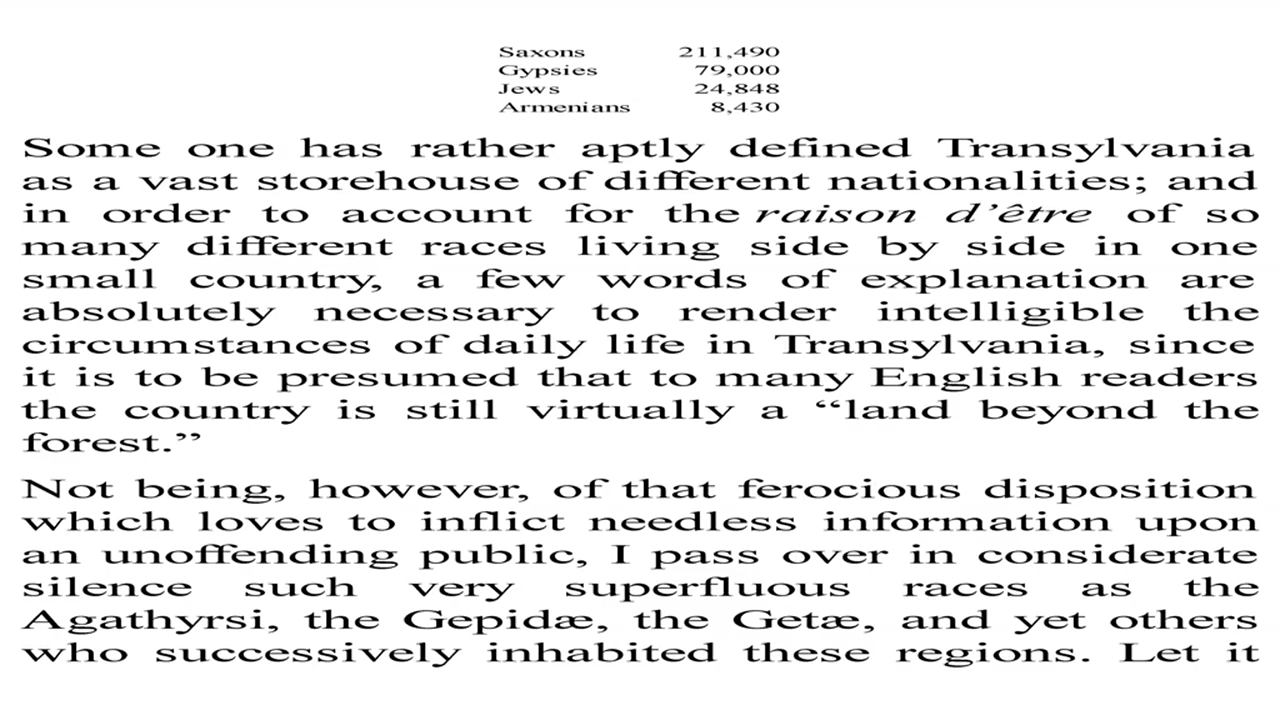 Saxons 211,490
Gypsies 79,000
Jews 24,848
Armenians 8,430
Some one has rather aptly defined Transylvania
as a vast storehouse of different nationalities; and
in order to account for the raison d’être of so
many different races living side by side in one
small country, a few words of explanation are
absolutely necessary to render intelligible the
circumstances of daily life in Transylvania, since
it is to be presumed that to many English readers
the country is still virtually a “land beyond the
forest.”
Not being, however, of that ferocious disposition
which loves to inflict needless information upon
an unoffending public, I pass over in considerate
silence such very superfluous races as the
Agathyrsi, the Gepidæ, the Getæ, and yet others
who successively inhabited these regions. Let it